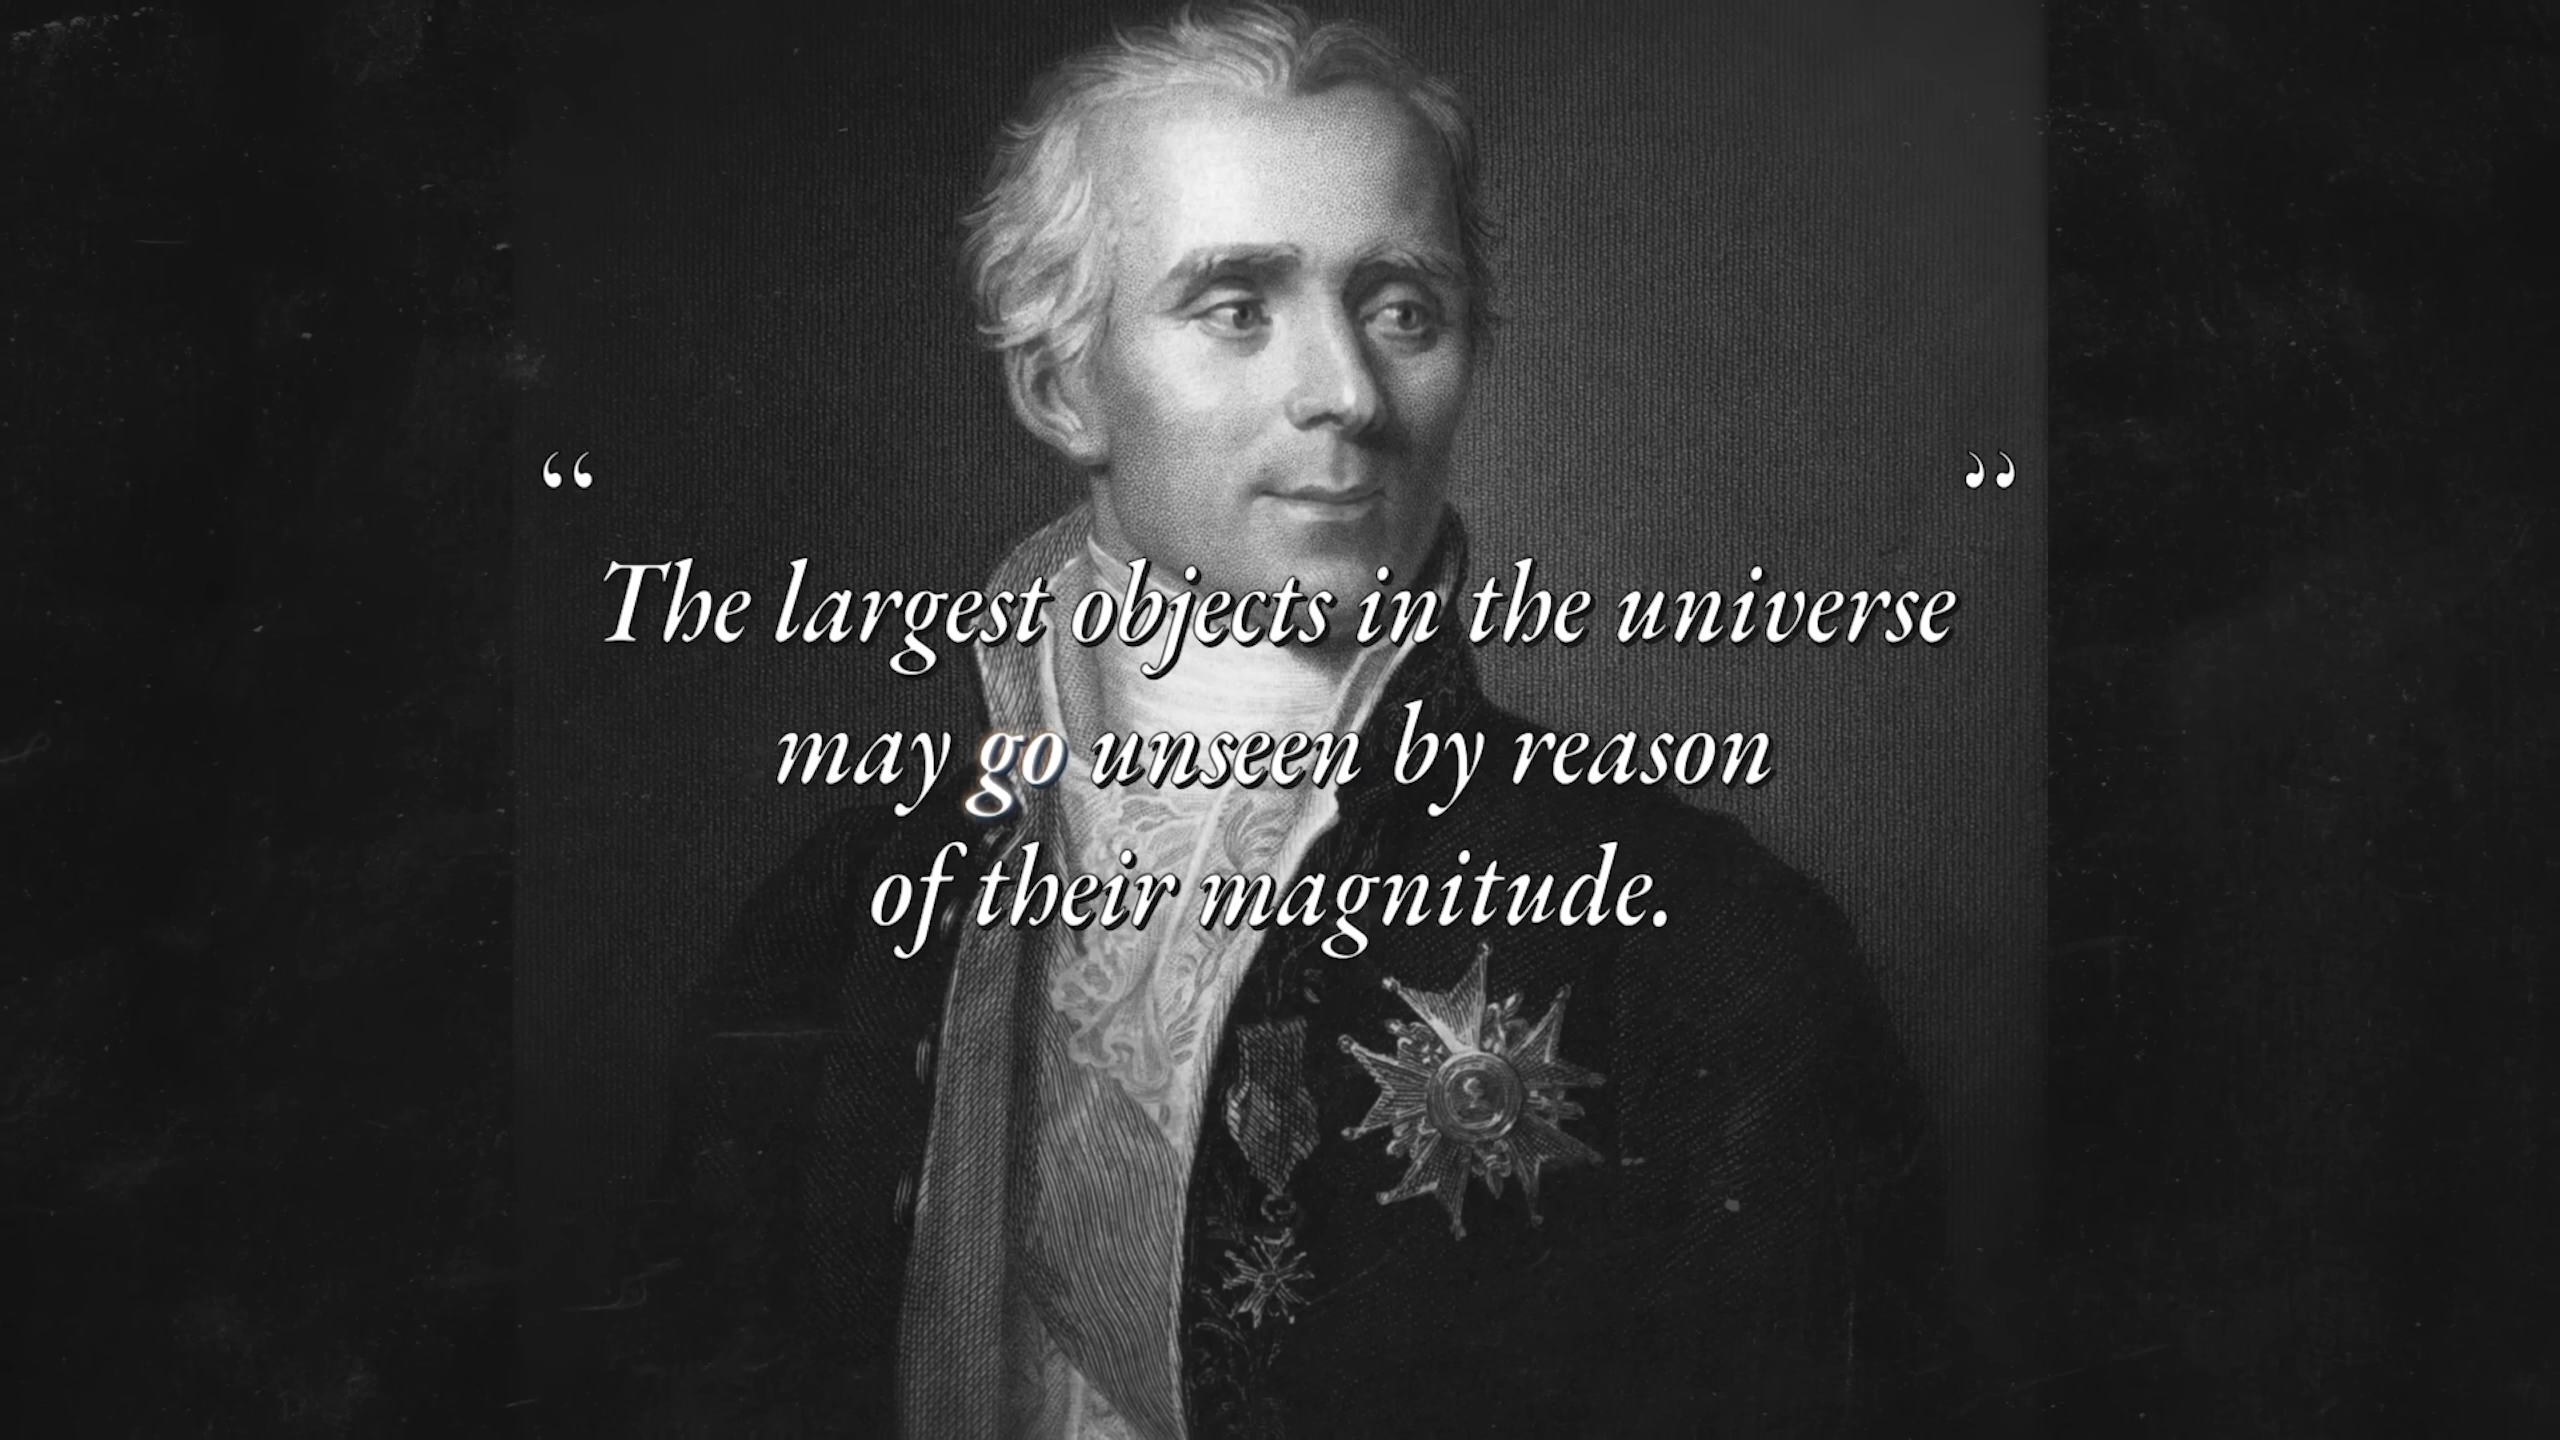 “ ”
The largest objects in the universe
may go unseen by reason
of their magnitude.